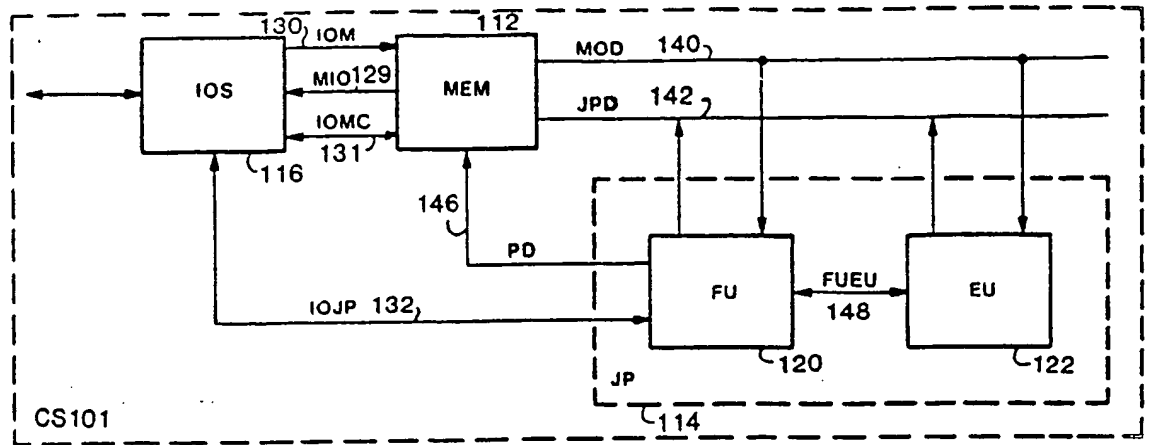 130 IOM
112
MOD 140
IOS
MIO 129
MEM
JPD 142
IOMC
131
116
146
PD
FU
FUEU
148
EU
IOJP 132
120
122
JP
CS101
114